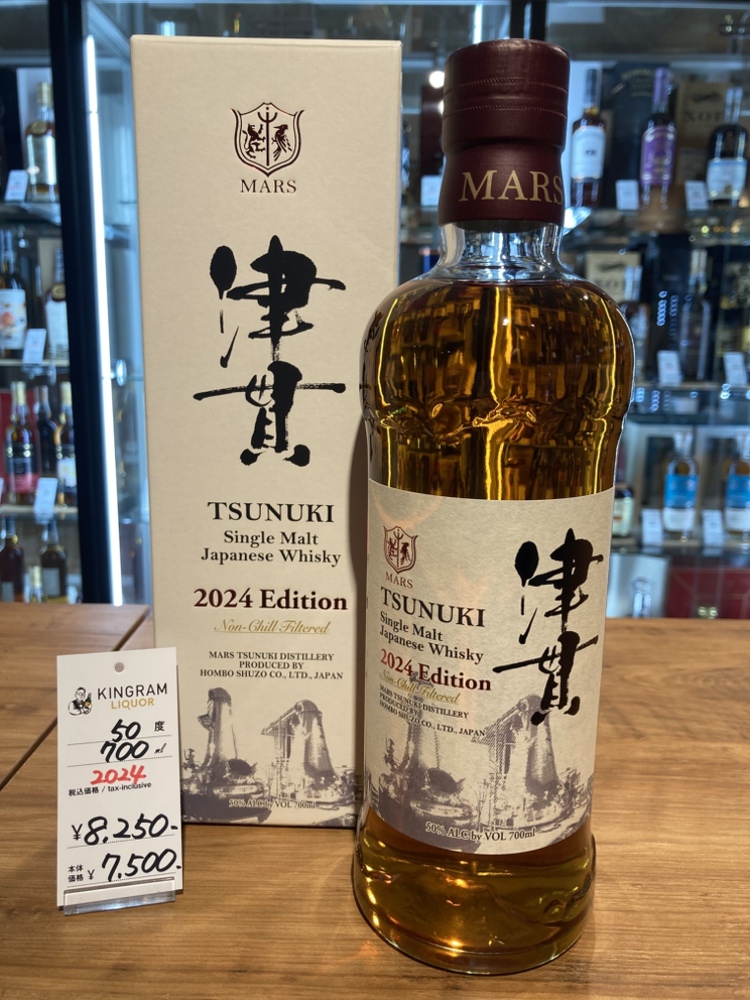 MARS
津貫
TSUNUKI
Single Malt
Japanese Whisky
2024 Edition
Non-Chill Filtered
MARS TSUNUKI DISTILLERY
PRODUCED BY
HOMBO SHUZO CO., LTD., JAPAN
50% ALC by VOL 700ml
MARS
MARS
津貫
TSUNUKI
Single Malt
Japanese Whisky
2024 Edition
Non-Chill Filtered
MARS TSUNUKI DISTILLERY
PRODUCED BY
HOMBO SHUZO CO., LTD., JAPAN
50% ALC by VOL 700ml
KINGRAM
LIQUOR
50 度
700 ml
2024
税込価格 / tax-inclusive
¥8,250-
本体価格 ¥7,500-